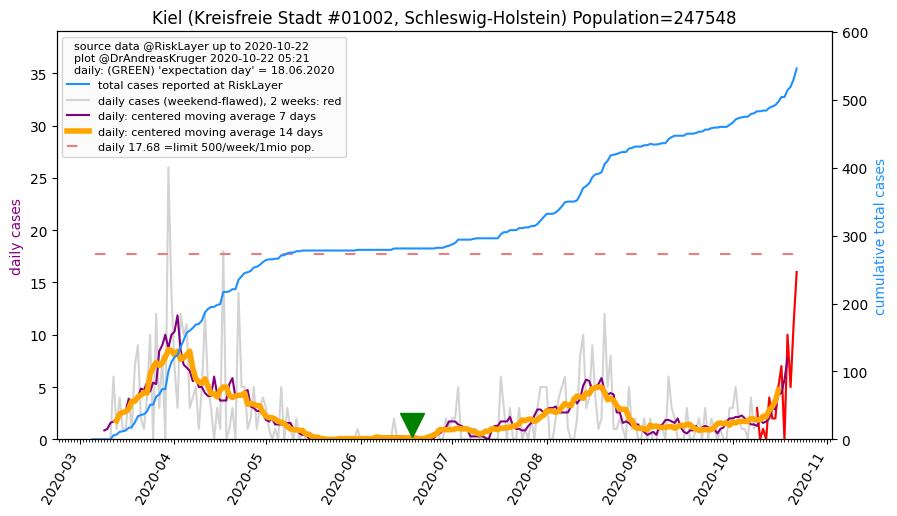 Kiel (Kreisfreie Stadt #01002, Schleswig-Holstein) Population=247548
source data @RiskLayer up to 2020-10-22
plot @DrAndreasKruger 2020-10-22 05:21
daily: (GREEN) 'expectation day' = 18.06.2020
total cases reported at RiskLayer
daily cases (weekend-flawed), 2 weeks: red
daily: centered moving average 7 days
daily: centered moving average 14 days
daily 17.68 =limit 500/week/1mio pop.
daily cases
35
30
25
20
15
10
5
0
cumulative total cases
600
500
400
300
200
100
0
2020-03
2020-04
2020-05
2020-06
2020-07
2020-08
2020-09
2020-10
2020-11